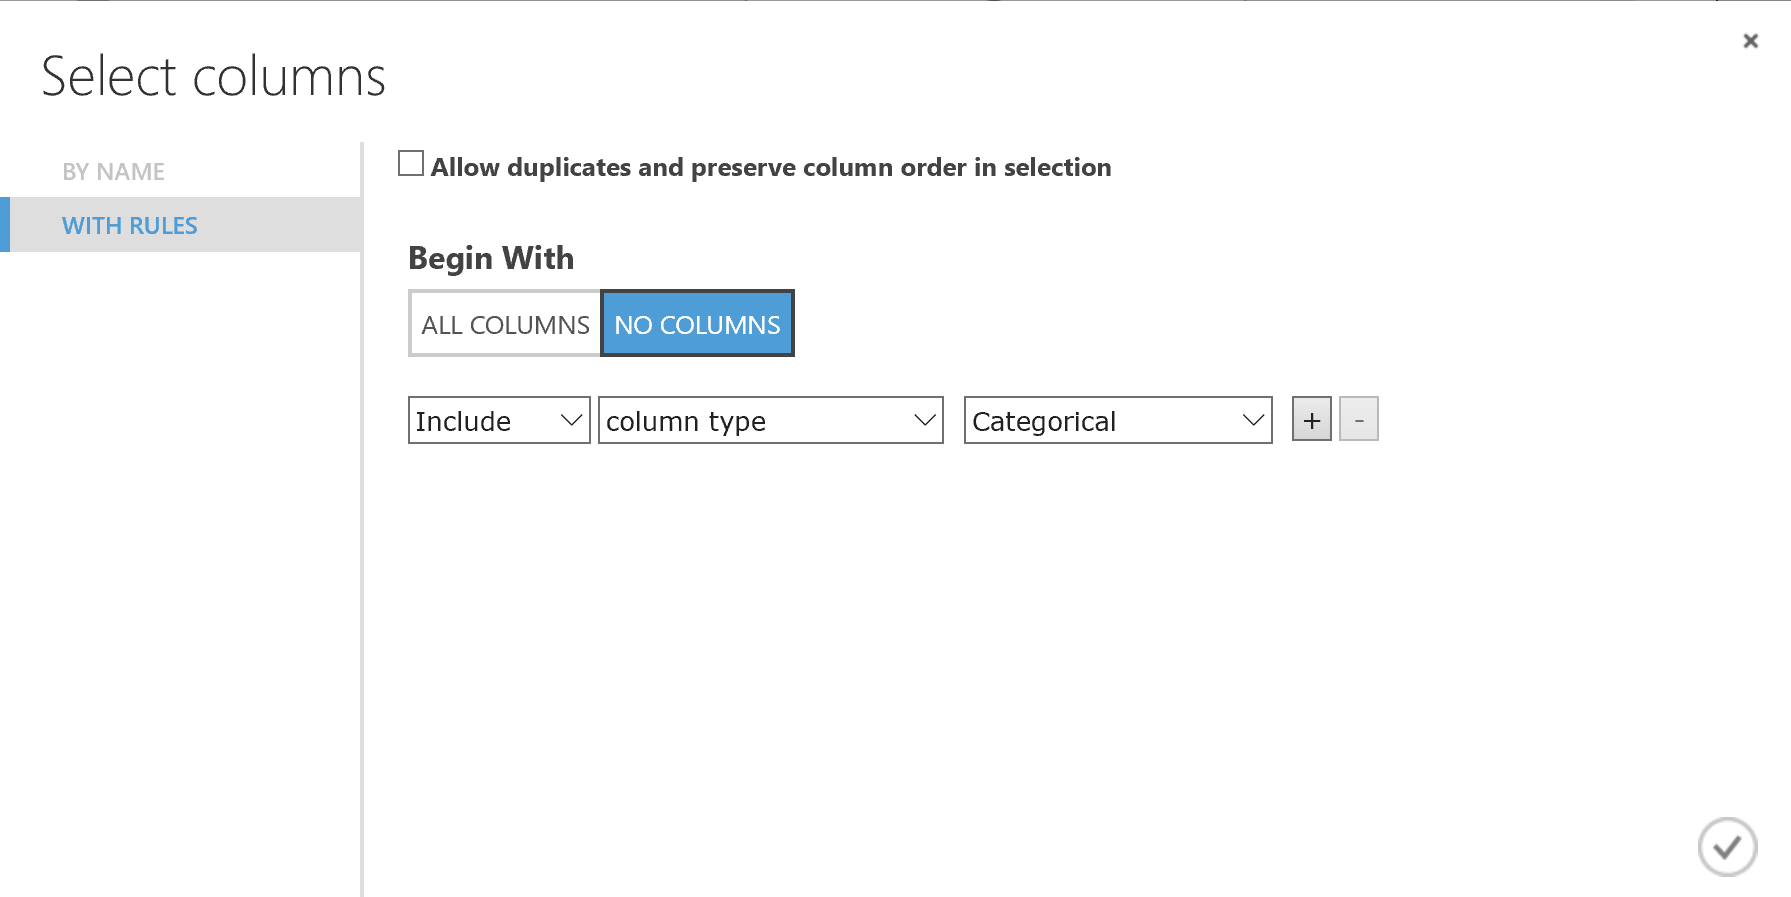 Select columns
BY NAME
WITH RULES
Allow duplicates and preserve column order in selection
Begin With
ALL COLUMNS NO COLUMNS
Include column type Categorical + -